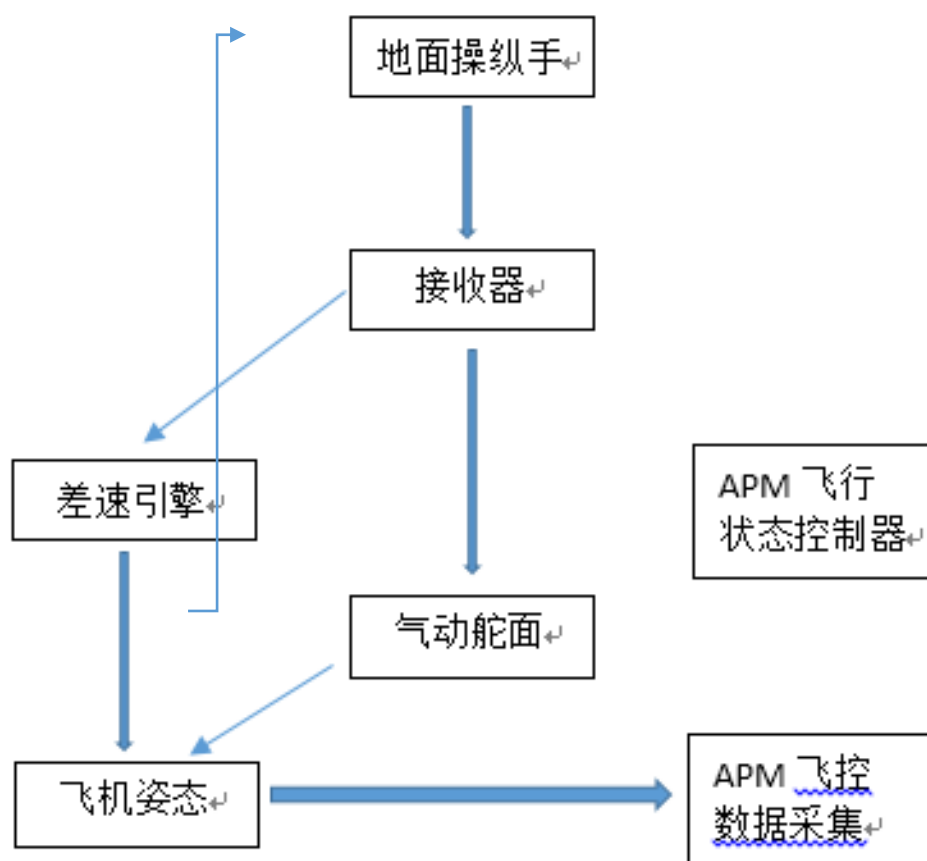 地面操纵手
接收器
差速引擎
APM 飞行
状态控制器
气动舵面
飞机姿态
APM 飞控
数据采集